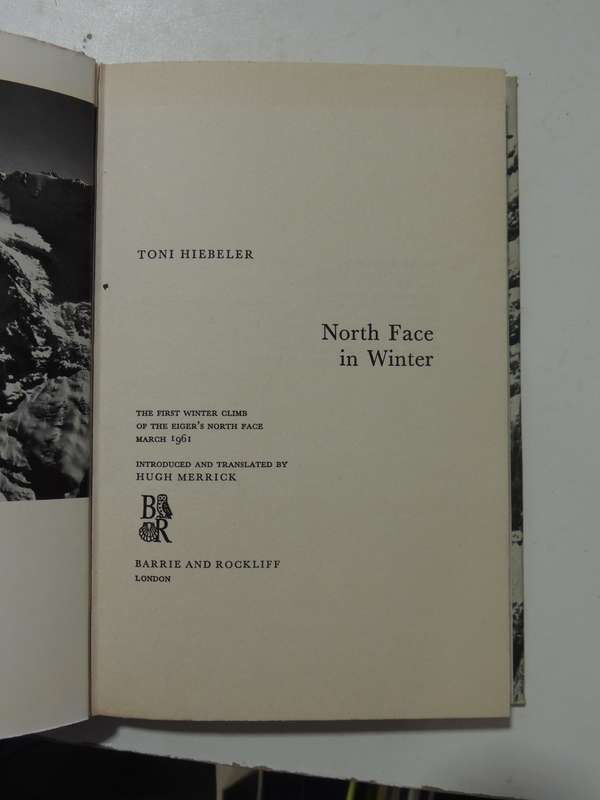 TONI HIEBELER
North Face
in Winter
THE FIRST WINTER CLIMB
OF THE EIGER'S NORTH FACE
MARCH 1961
INTRODUCED AND TRANSLATED BY
HUGH MERRICK
B
R
BARRIE AND ROCKLIFF
LONDON